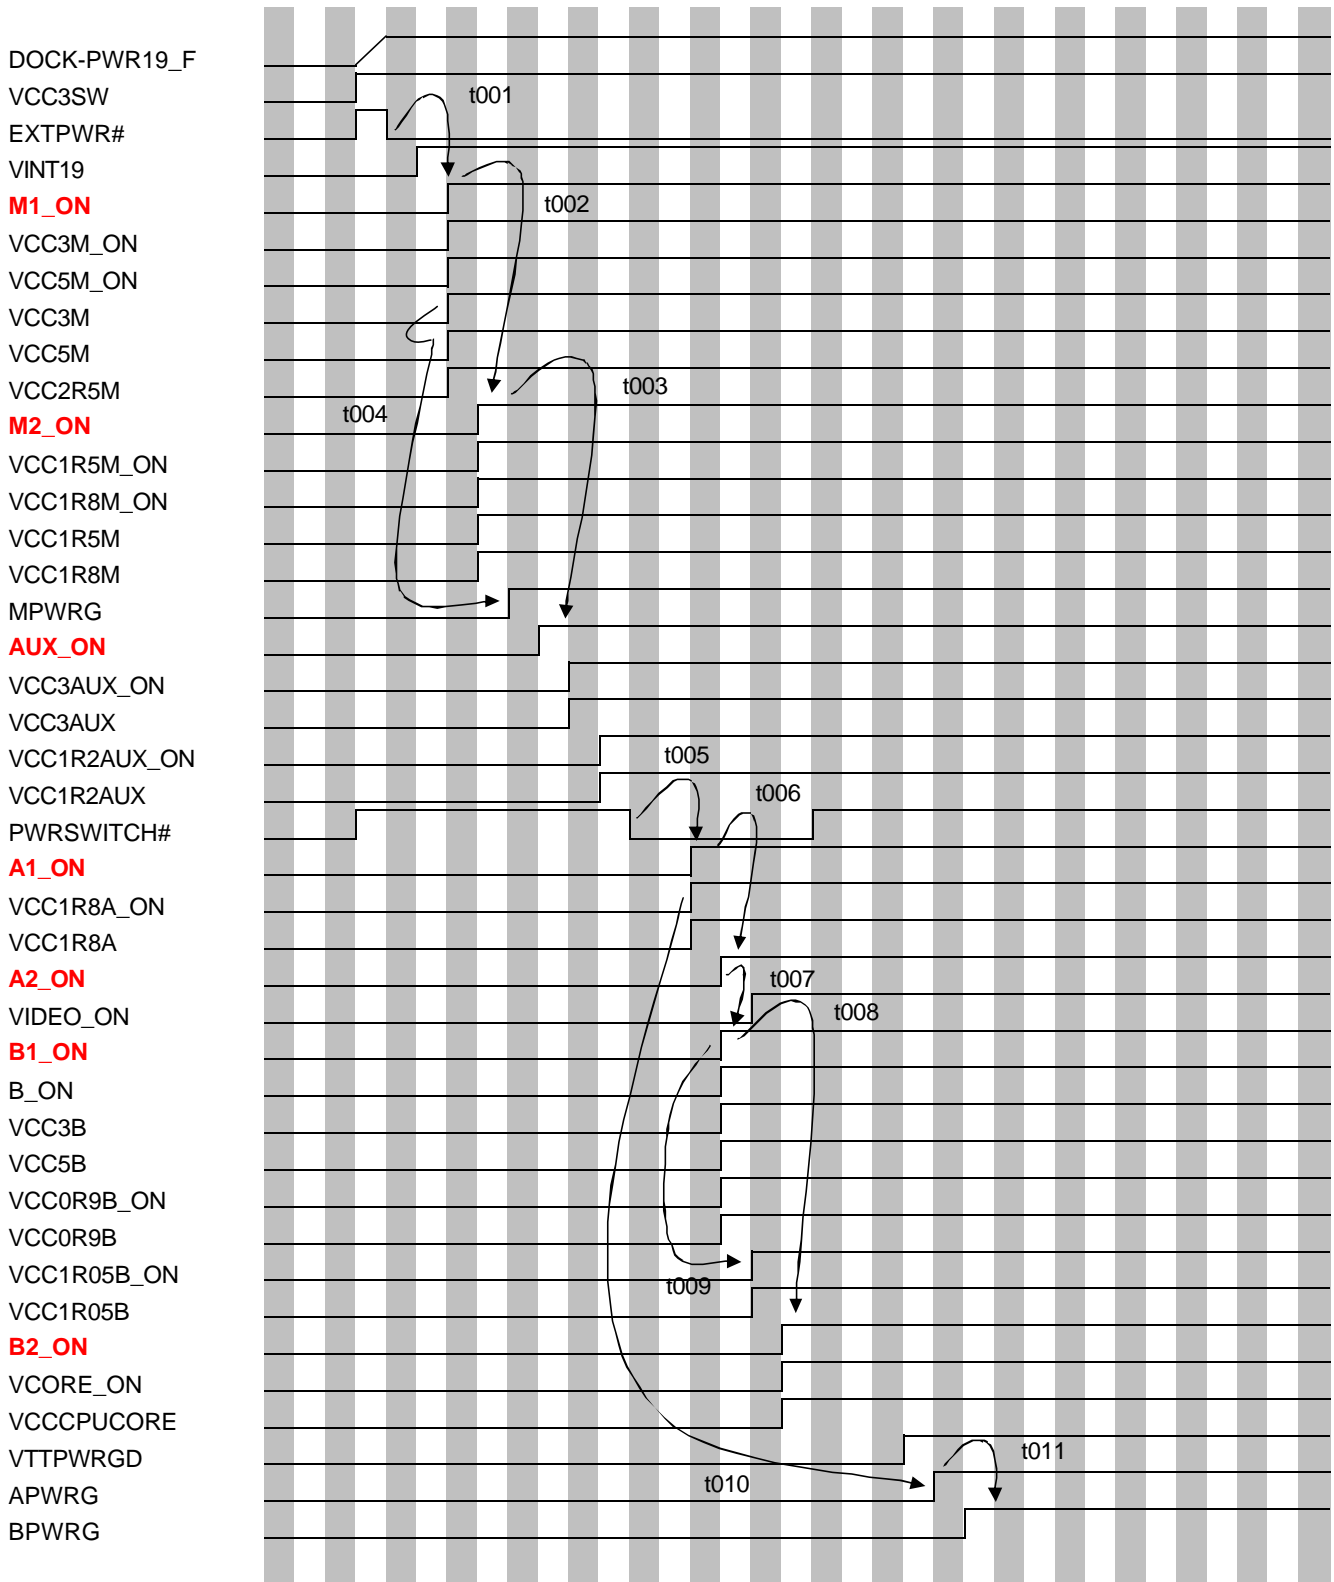 DOCK-PWR19_F
VCC3SW
t001
EXTPWR#
VINT19
M1_ON
t002
VCC3M_ON
VCC5M_ON
VCC3M
VCC5M
VCC2R5M
t003
t004
M2_ON
VCC1R5M_ON
VCC1R8M_ON
VCC1R5M
VCC1R8M
MPWRG
AUX_ON
VCC3AUX_ON
VCC3AUX
VCC1R2AUX_ON
t005
VCC1R2AUX
t006
PWRSWITCH#
A1_ON
VCC1R8A_ON
VCC1R8A
A2_ON
t007
VIDEO_ON
t008
B1_ON
B_ON
VCC3B
VCC5B
VCC0R9B_ON
VCC0R9B
VCC1R05B_ON
t009
VCC1R05B
B2_ON
VCORE_ON
VCCCPUCORE
VTTPWRGD
t011
t010
APWRG
BPWRG